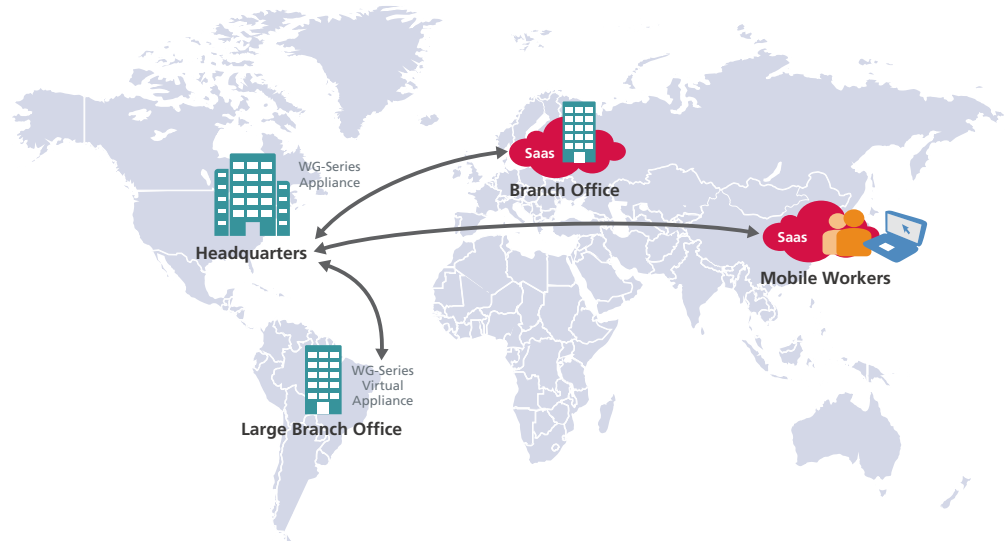 WG-Series
Appliance
Headquarters
Saas
Branch Office
Saas
Mobile Workers
WG-Series
Virtual
Appliance
Large Branch Office